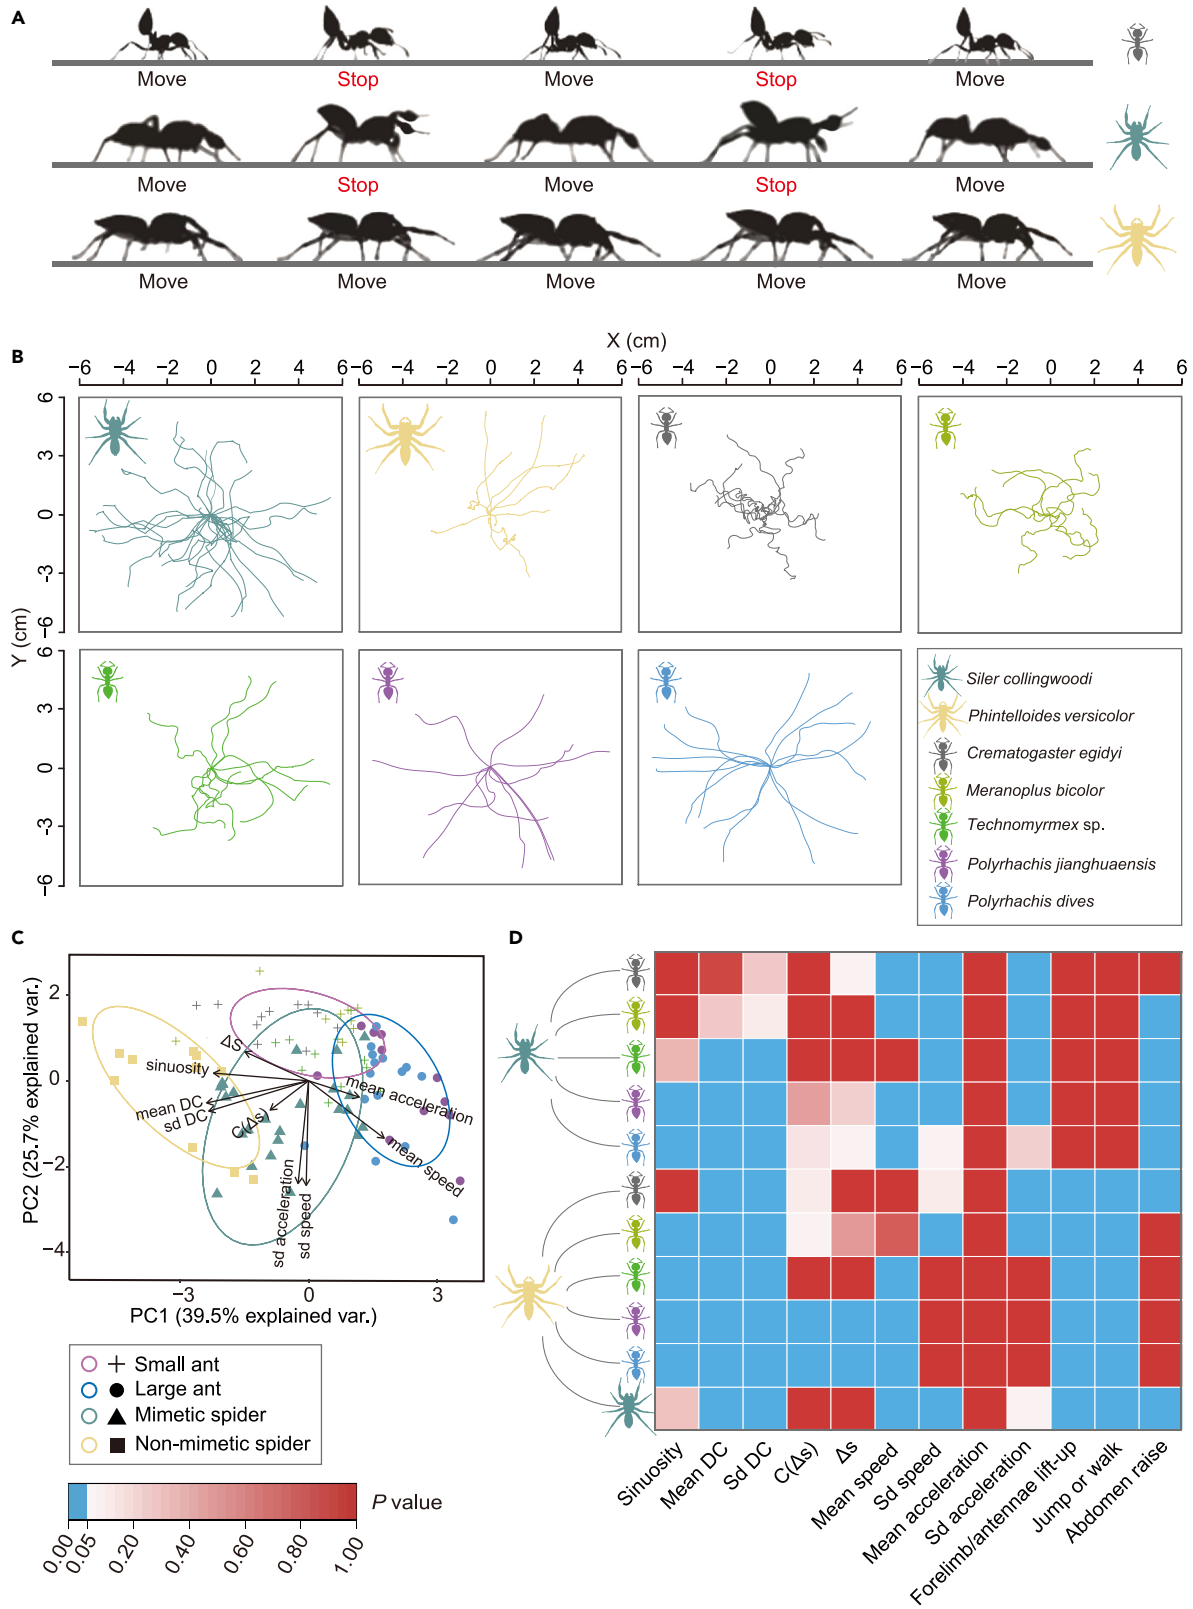 A
Move Stop Move Stop Move
Move Stop Move Stop Move
Move Move Move Move Move
B
X (cm)
−6 −4 −2 0 2 4 6 −6 −4 −2 0 2 4 6 −6 −4 −2 0 2 4 6 −6 −4 −2 0 2 4 6
Y (cm)
6
3
0
−3
−6
6
3
0
−3
−6
Siler collingwoodi
Phintelloides versicolor
Crematogaster egidyi
Meranoplus bicolor
Technomyrmex sp.
Polyrhachis jianghuaensis
Polyrhachis dives
C
PC2 (25.7% explained var.)
2
0
−2
−4
ΔS
sinuosity
mean DC
sd DC
C(Δs)
mean acceleration
mean speed
sd acceleration
sd speed
−3 0 3
PC1 (39.5% explained var.)
Small ant
Large ant
Mimetic spider
Non-mimetic spider
P value
0.00 0.05 0.20 0.40 0.60 0.80 1.00
D
Sinuosity
Mean DC
Sd DC
C(Δs)
Δs
Mean speed
Sd speed
Mean acceleration
Sd acceleration
Forelimb/antennae lift-up
Jump or walk
Abdomen raise